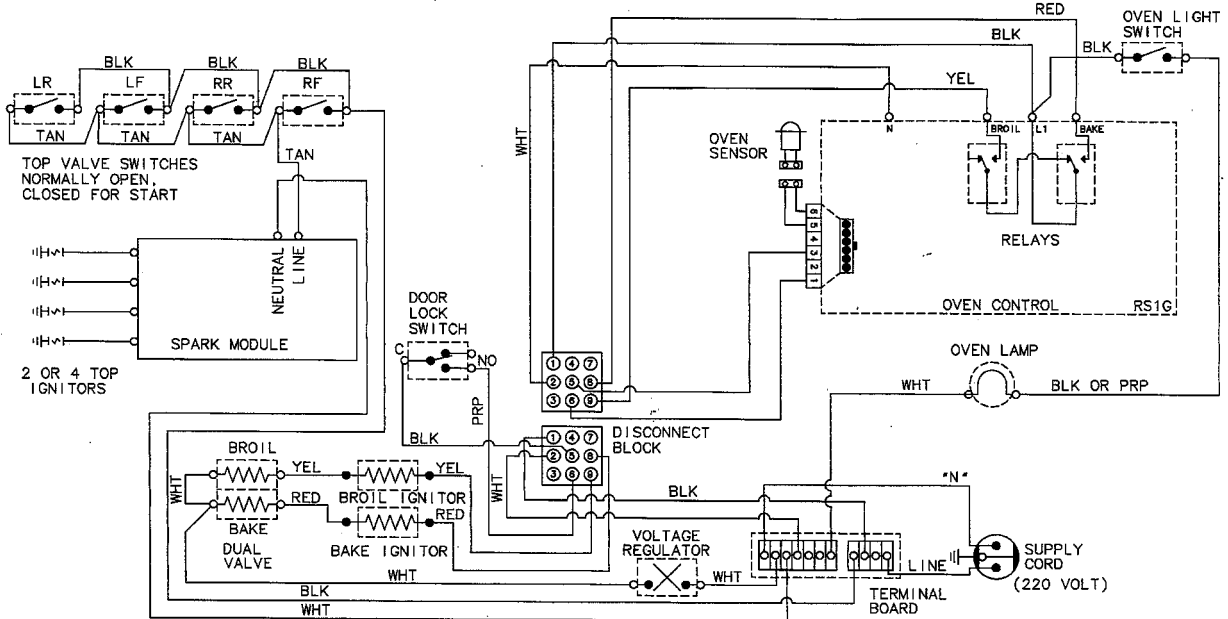 RED
OVEN LIGHT
SWITCH
BLK
BLK
BLK
BLK
BLK
LR
LF
RR
RF
YEL
TAN
TAN
TAN
TAN
TOP VALVE SWITCHES
NORMALLY OPEN,
CLOSED FOR START
WHT
OVEN
SENSOR
N
BROIL
L1
BAKE
RELAYS
6
5
4
3
2
1
OVEN CONTROL
RS1G
NEUTRAL
LINE
SPARK MODULE
2 OR 4 TOP
IGNITORS
DOOR
LOCK
SWITCH
C
NO
PRP
BLK
1 4 7
2 5 8
3 6 9
DISCONNECT
BLOCK
1 4 7
2 5 8
3 6 9
OVEN LAMP
WHT
BLK OR PRP
BROIL
YEL
YEL
BROIL IGNITOR
WHT
RED
RED
BAKE
BAKE IGNITOR
DUAL
VALVE
WHT
BLK
"N"
VOLTAGE
REGULATOR
WHT
WHT
BLK
WHT
LINE
TERMINAL
BOARD
SUPPLY
CORD
(220 VOLT)